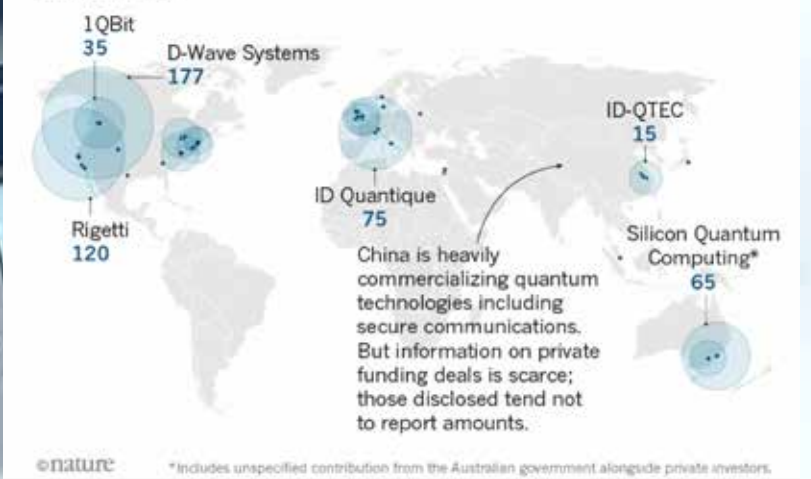 1QBit
35
D-Wave Systems
177
ID-QTEC
15
ID Quantique
75
Rigetti
120
Silicon Quantum
Computing*
65
China is heavily
commercializing quantum
technologies including
secure communications.
But information on private
funding deals is scarce;
those disclosed tend not
to report amounts.
©nature
*Includes unspecified contribution from the Australian government alongside private investors.